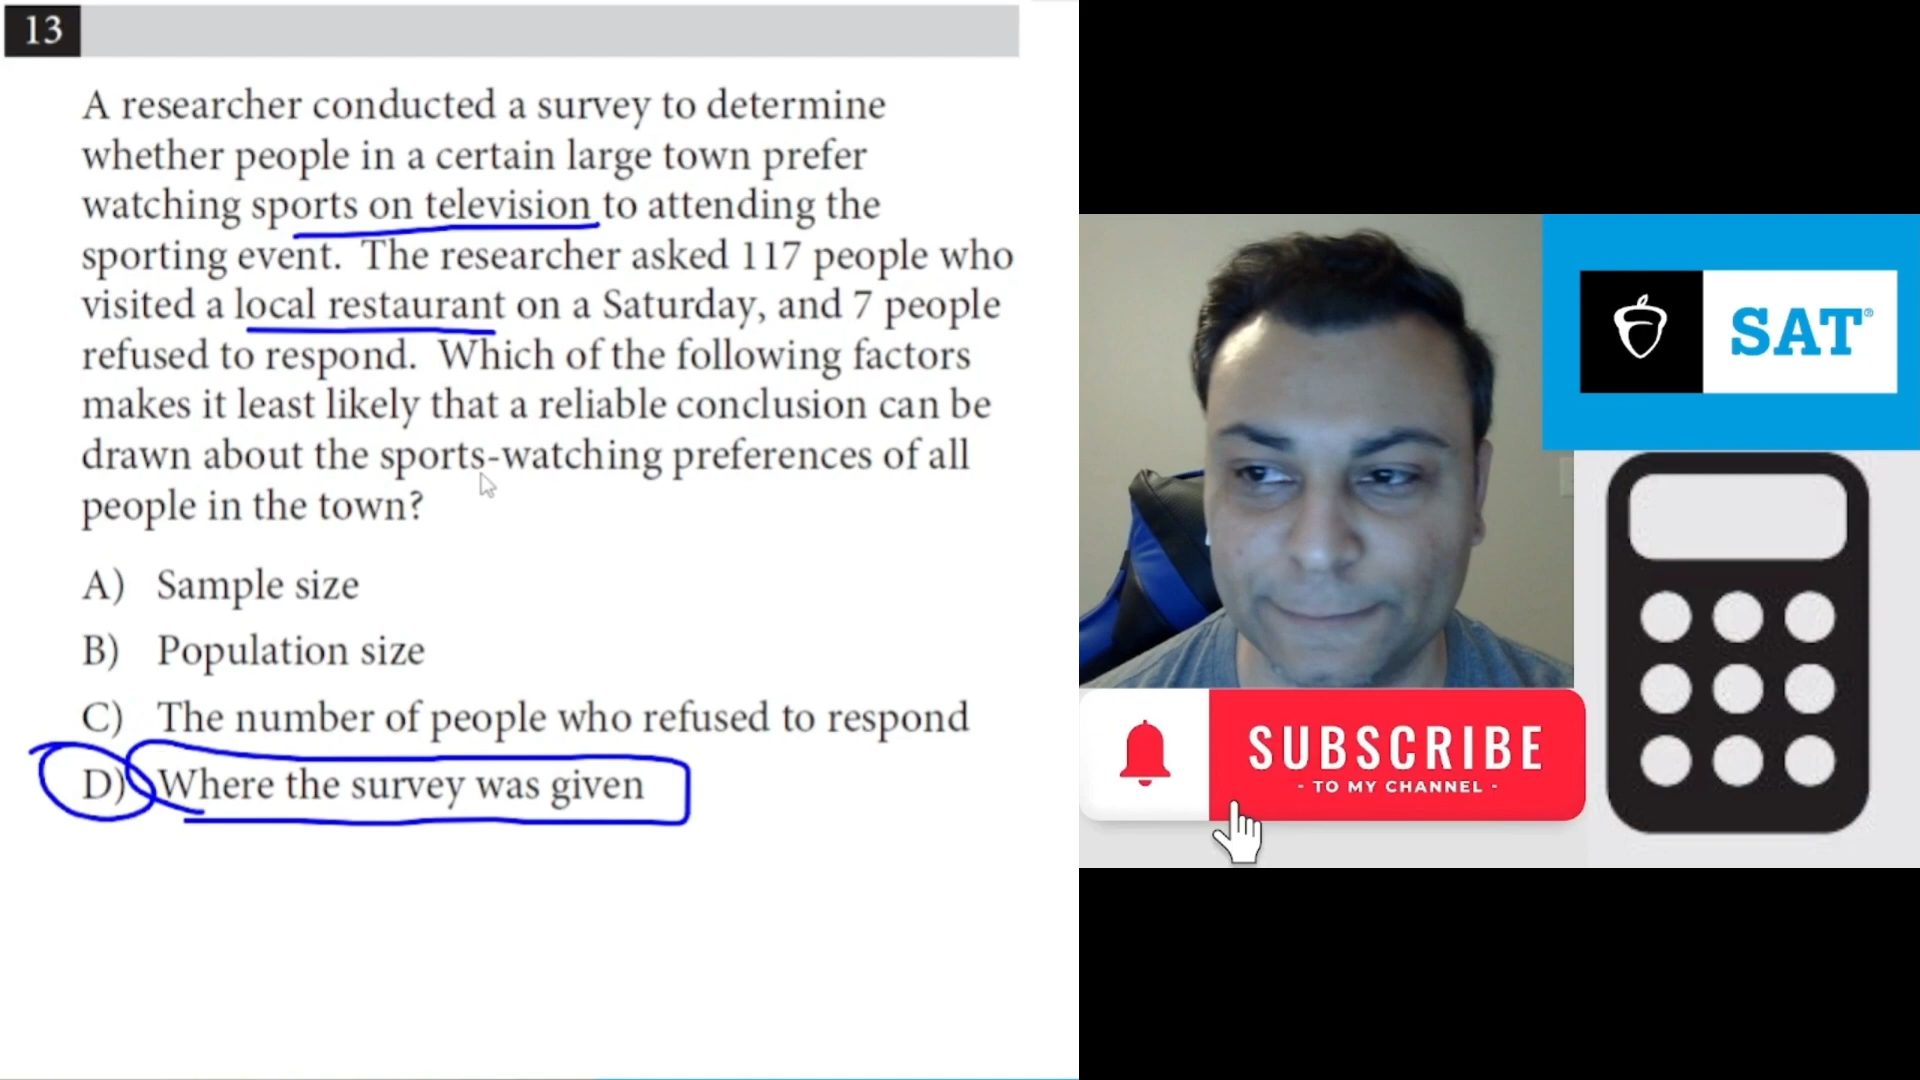 13
A researcher conducted a survey to determine
whether people in a certain large town prefer
watching sports on television to attending the
sporting event. The researcher asked 117 people who
visited a local restaurant on a Saturday, and 7 people
refused to respond. Which of the following factors
makes it least likely that a reliable conclusion can be
drawn about the sports-watching preferences of all
people in the town?
A) Sample size
B) Population size
C) The number of people who refused to respond
D) Where the survey was given
SAT®
SUBSCRIBE
- TO MY CHANNEL -